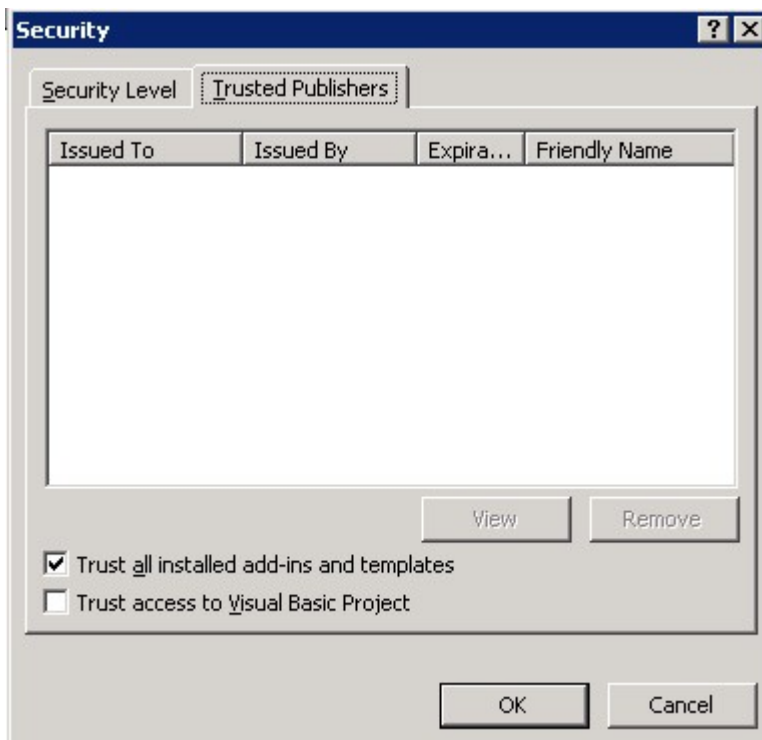 Security
Security Level Trusted Publishers
Issued To Issued By Expira... Friendly Name
View Remove
Trust all installed add-ins and templates
Trust access to Visual Basic Project
OK Cancel